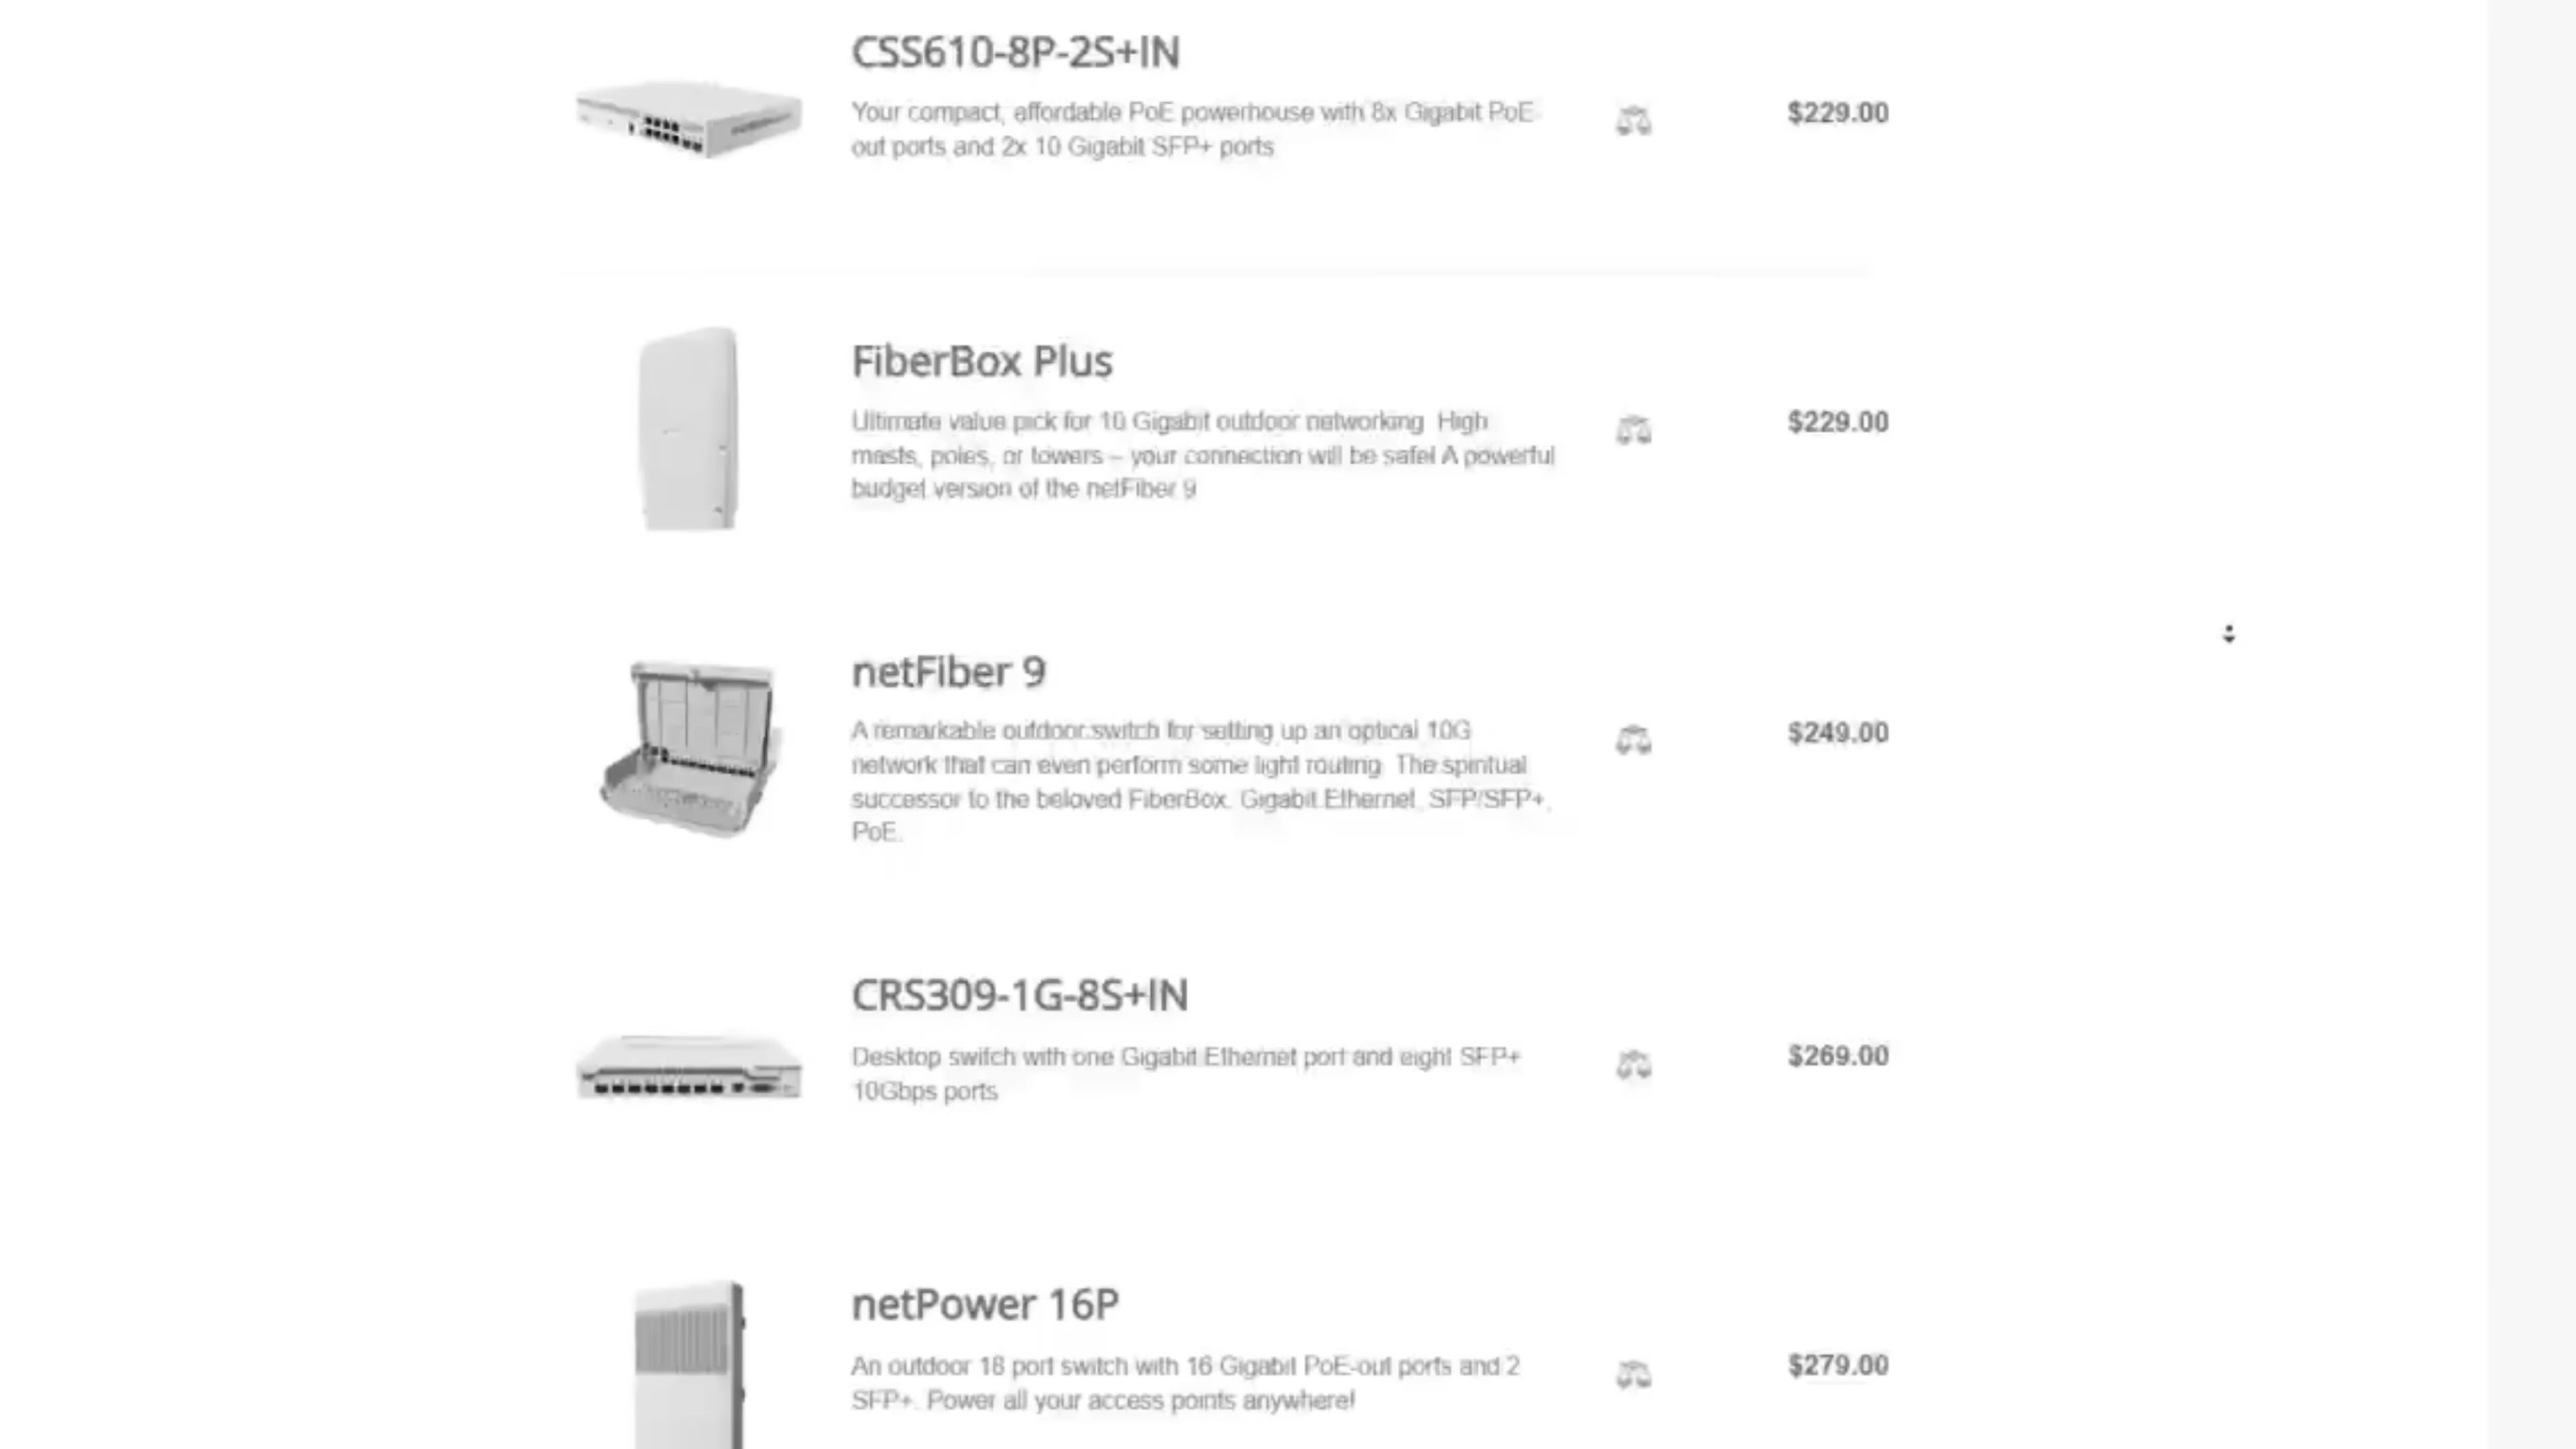 CSS610-8P-2S+IN
Your compact, affordable PoE powerhouse with 8x Gigabit PoE-
out ports and 2x 10 Gigabit SFP+ ports
$229.00
FiberBox Plus
Ultimate value pick for 10 Gigabit outdoor networking. High
masts, poles, or towers – your connection will be safe! A powerful
budget version of the netFiber 9
$229.00
netFiber 9
A remarkable outdoor switch for setting up an optical 10G
network that can even perform some light routing. The spiritual
successor to the beloved FiberBox. Gigabit Ethernet, SFP/SFP+,
PoE.
$249.00
CRS309-1G-8S+IN
Desktop switch with one Gigabit Ethernet port and eight SFP+
10Gbps ports
$269.00
netPower 16P
An outdoor 18 port switch with 16 Gigabit PoE-out ports and 2
SFP+. Power all your access points anywhere!
$279.00